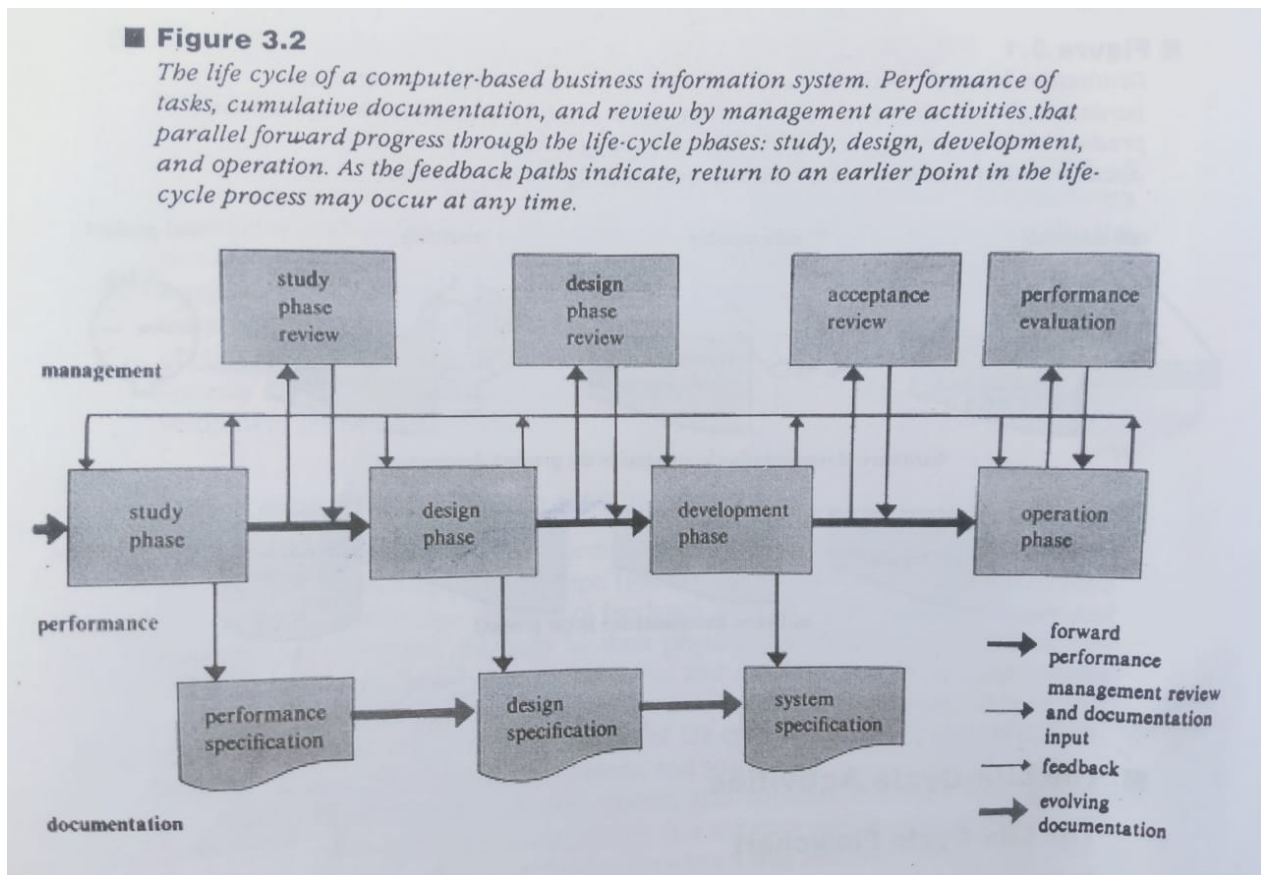 ■ Figure 3.2
The life cycle of a computer-based business information system. Performance of
tasks, cumulative documentation, and review by management are activities that
parallel forward progress through the life-cycle phases: study, design, development,
and operation. As the feedback paths indicate, return to an earlier point in the life-
cycle process may occur at any time.
study
phase
review
design
phase
review
acceptance
review
performance
evaluation
management
study
phase
design
phase
development
phase
operation
phase
performance
performance
specification
design
specification
system
specification
forward
performance
management review
and documentation
input
feedback
evolving
documentation
documentation